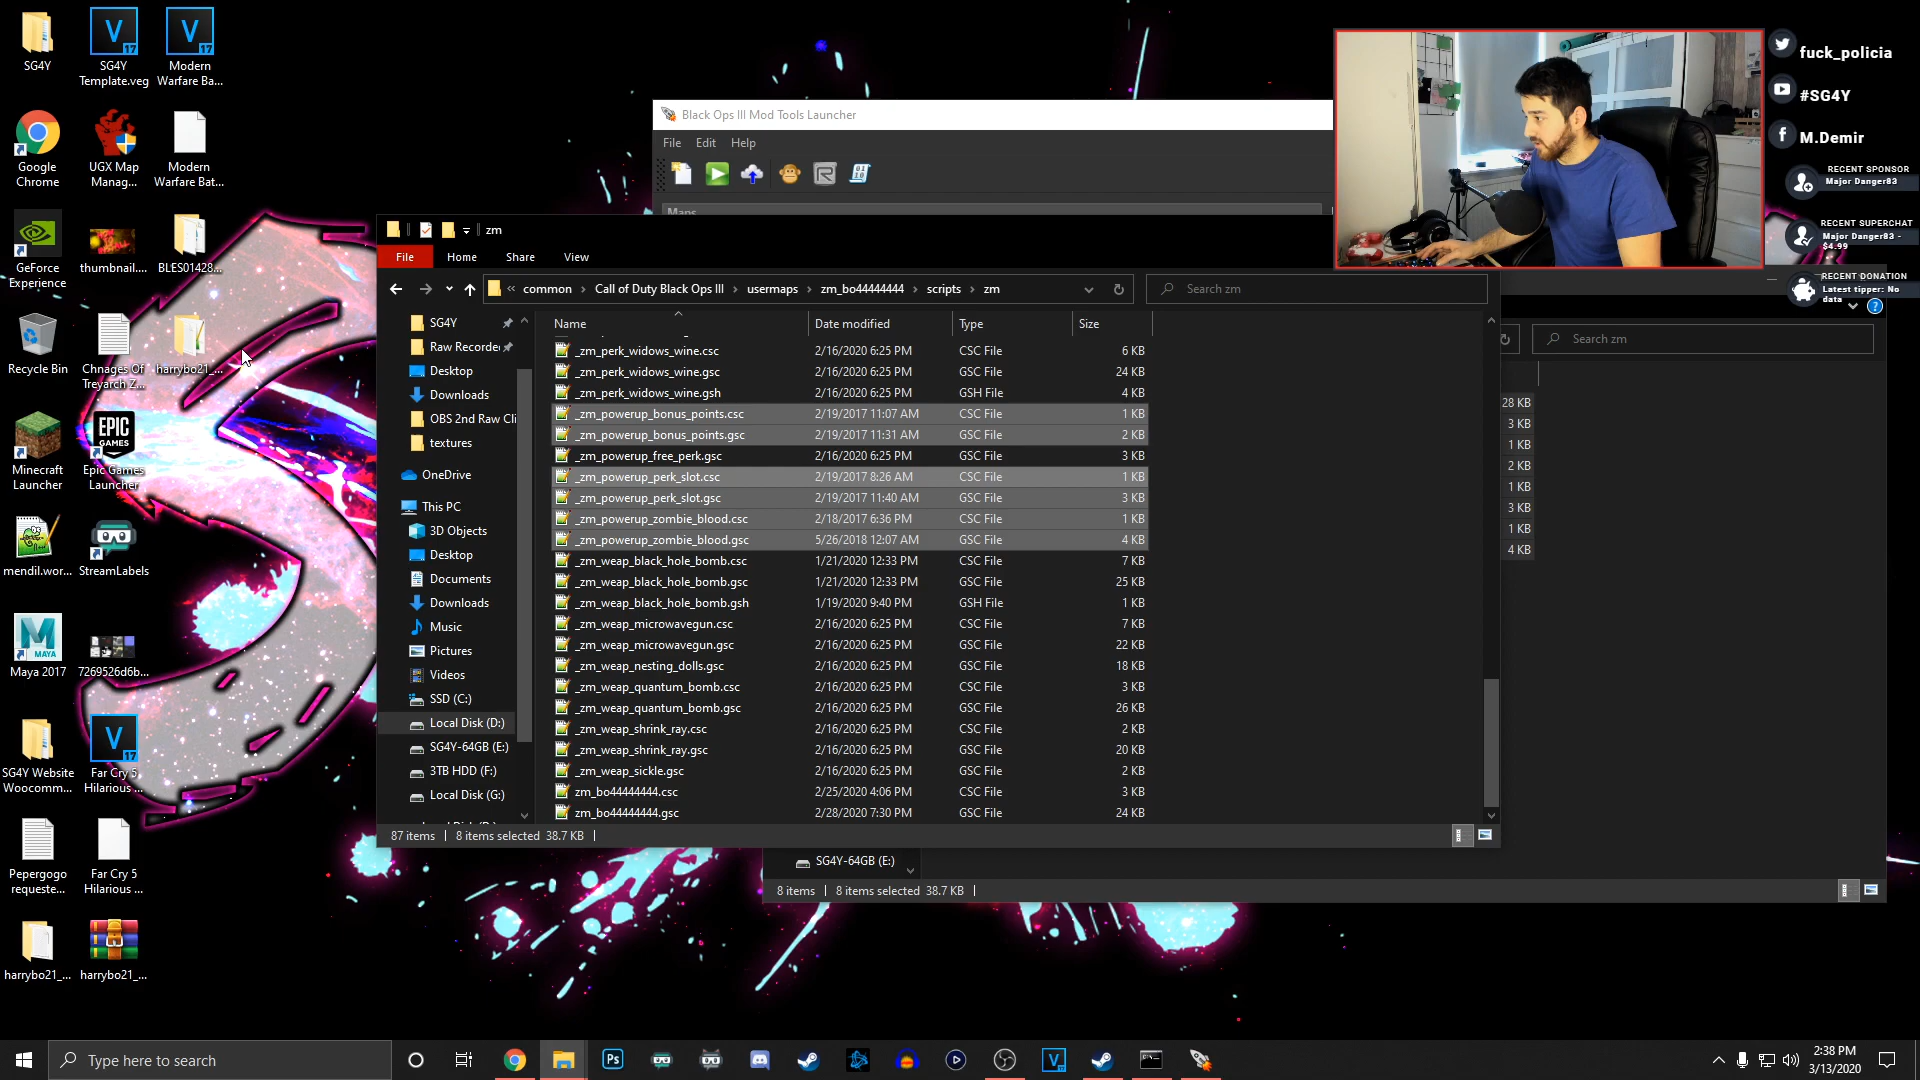 SG4Y
SG4Y
Template.veg
Modern
Warfare Ba...
Google
Chrome
UGX Map
Manag...
Modern
Warfare Bat...
GeForce
Experience
thumbnail....
BLES01428...
Recycle Bin
Chnages Of
Treyarch Z...
harrybo21_...
Minecraft
Launcher
EPIC
GAMES
Epic Games
Launcher
mendil.wor...
StreamLabels
Maya 2017
7269526d6b...
SG4Y Website
Woocomm...
Far Cry 5
Hilarious ...
Pepergogo
requeste...
Far Cry 5
Hilarious ...
harrybo21_...
harrybo21_...
Black Ops III Mod Tools Launcher
File Edit Help
Maps
zm
File Home Share View
« common › Call of Duty Black Ops III › usermaps › zm_bo44444444 › scripts › zm
Search zm
SG4Y
Raw Recorde
Desktop
Downloads
OBS 2nd Raw Cli
textures
OneDrive
This PC
3D Objects
Desktop
Documents
Downloads
Music
Pictures
Videos
SSD (C:)
Local Disk (D:)
SG4Y-64GB (E:)
3TB HDD (F:)
Local Disk (G:)
Name Date modified Type Size
_zm_perk_widows_wine.csc 2/16/2020 6:25 PM CSC File 6 KB
_zm_perk_widows_wine.gsc 2/16/2020 6:25 PM GSC File 24 KB
_zm_perk_widows_wine.gsh 2/16/2020 6:25 PM GSH File 4 KB
_zm_powerup_bonus_points.csc 2/19/2017 11:07 AM CSC File 1 KB
_zm_powerup_bonus_points.gsc 2/19/2017 11:31 AM GSC File 2 KB
_zm_powerup_free_perk.gsc 2/16/2020 6:25 PM GSC File 3 KB
_zm_powerup_perk_slot.csc 2/19/2017 8:26 AM CSC File 1 KB
_zm_powerup_perk_slot.gsc 2/19/2017 11:40 AM GSC File 3 KB
_zm_powerup_zombie_blood.csc 2/18/2017 6:36 PM CSC File 1 KB
_zm_powerup_zombie_blood.gsc 5/26/2018 12:07 AM GSC File 4 KB
_zm_weap_black_hole_bomb.csc 1/21/2020 12:33 PM CSC File 7 KB
_zm_weap_black_hole_bomb.gsc 1/21/2020 12:33 PM GSC File 25 KB
_zm_weap_black_hole_bomb.gsh 1/19/2020 9:40 PM GSH File 1 KB
_zm_weap_microwavegun.csc 2/16/2020 6:25 PM CSC File 7 KB
_zm_weap_microwavegun.gsc 2/16/2020 6:25 PM GSC File 22 KB
_zm_weap_nesting_dolls.gsc 2/16/2020 6:25 PM GSC File 18 KB
_zm_weap_quantum_bomb.csc 2/16/2020 6:25 PM CSC File 3 KB
_zm_weap_quantum_bomb.gsc 2/16/2020 6:25 PM GSC File 26 KB
_zm_weap_shrink_ray.csc 2/16/2020 6:25 PM CSC File 2 KB
_zm_weap_shrink_ray.gsc 2/16/2020 6:25 PM GSC File 20 KB
_zm_weap_sickle.gsc 2/16/2020 6:25 PM GSC File 2 KB
zm_bo44444444.csc 2/25/2020 4:06 PM CSC File 3 KB
zm_bo44444444.gsc 2/28/2020 7:30 PM GSC File 24 KB
87 items 8 items selected 38.7 KB
Search zm
28 KB
3 KB
1 KB
2 KB
1 KB
3 KB
1 KB
4 KB
SG4Y-64GB (E:)
8 items 8 items selected 38.7 KB
fuck_policia
#SG4Y
M.Demir
RECENT SPONSOR
Major Danger83
RECENT SUPERCHAT
Major Danger83 -
$4.99
RECENT DONATION
Latest tipper: No
data
Type here to search
2:38 PM
3/13/2020